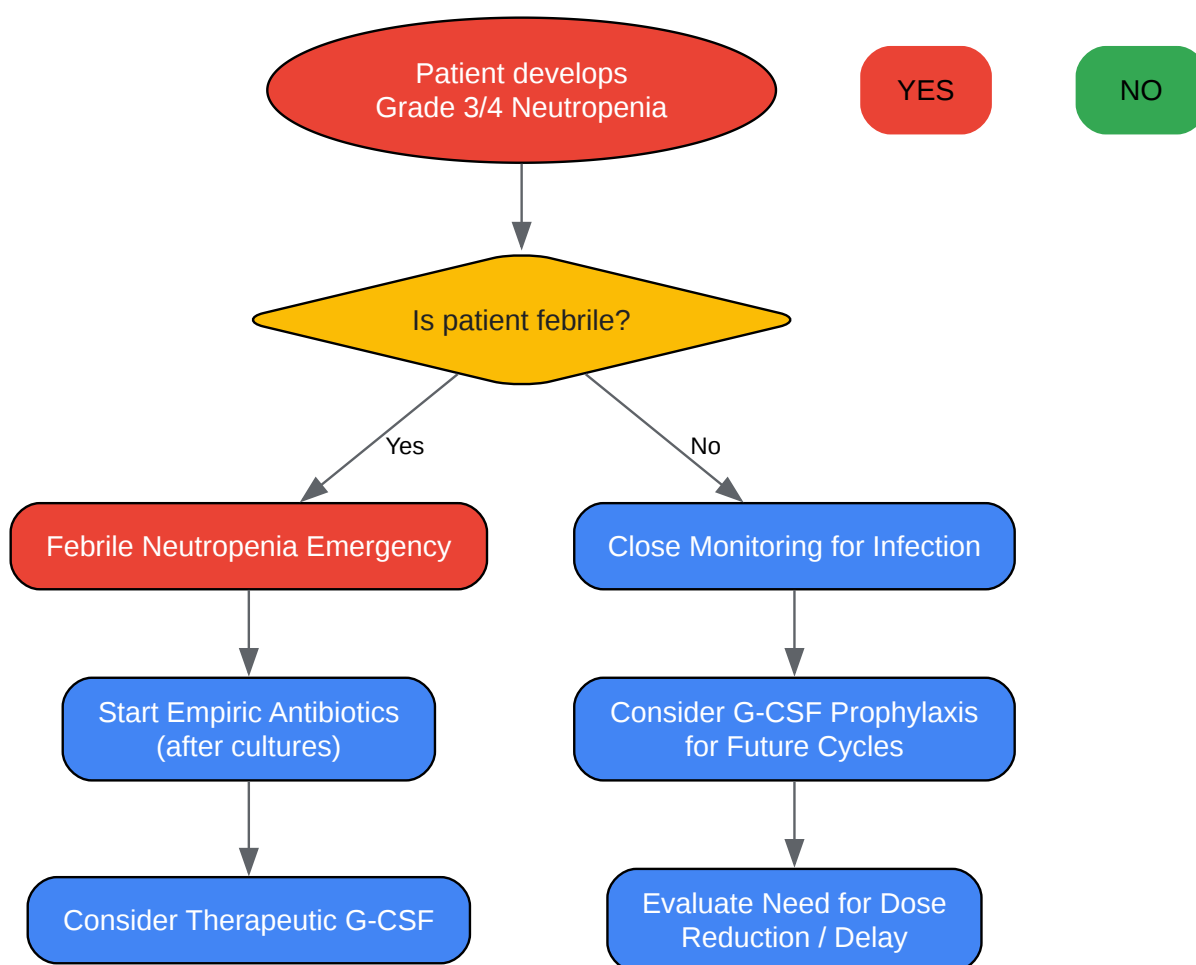 Patient develops
Grade 3/4 Neutropenia
YES
NO
Is patient febrile?
Yes
No
Febrile Neutropenia Emergency
Close Monitoring for Infection
Start Empiric Antibiotics
(after cultures)
Consider G-CSF Prophylaxis
for Future Cycles
Consider Therapeutic G-CSF
Evaluate Need for Dose
Reduction / Delay